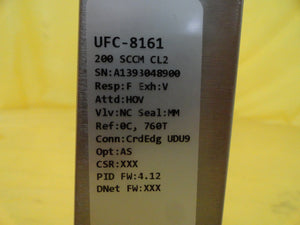 UFC-8161
200 SCCM CL2
SN:A1393048900
Resp:F Exh:V
Attd:HOV
Vlv:NC Seal:MM
Ref:0C, 760T
Conn:CrdEdg UDU9
Opt:AS
CSR:XXX
PID FW:4.12
DNet FW:XXX